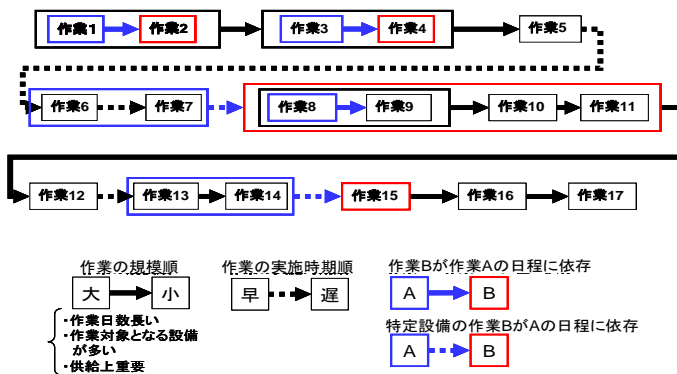 作業1 作業2 作業3 作業4 作業5
作業6 作業7 作業8 作業9 作業10 作業11
作業12 作業13 作業14 作業15 作業16 作業17
作業の規模順
大 小
・作業日数長い
・作業対象となる設備
が多い
・供給上重要
作業の実施時期順
早 遅
作業Bが作業Aの日程に依存
A B
特定設備の作業BがAの日程に依存
A B